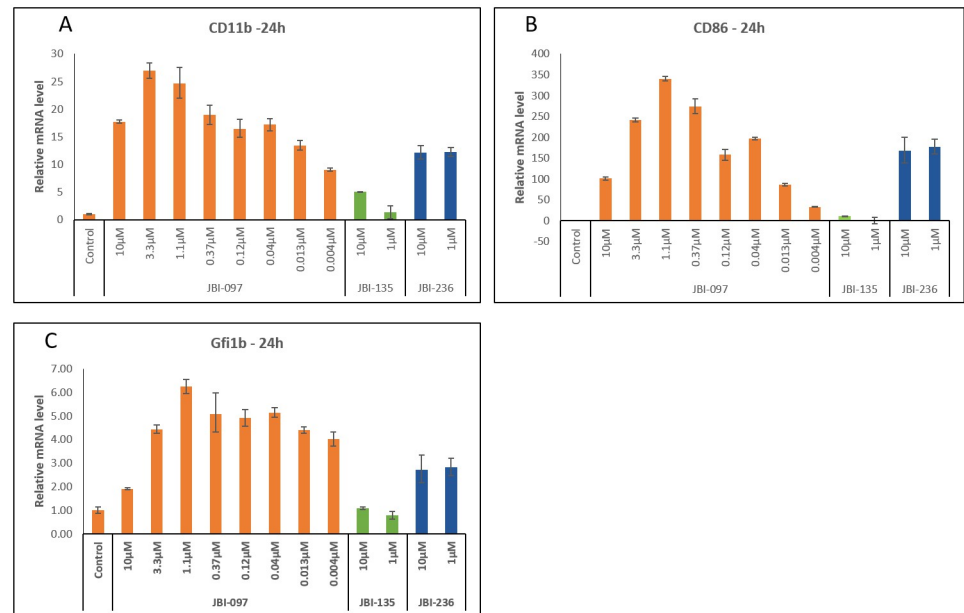 A
CD11b -24h
Relative mRNA level
30
25
20
15
10
5
0
Control
10µM
3.3µM
1.1µM
0.37µM
0.12µM
0.04µM
0.013µM
0.004µM
10µM
1µM
10µM
1µM
JBI-097
JBI-135
JBI-236
B
CD86 - 24h
Relative mRNA level
400
350
300
250
200
150
100
50
0
-50
Control
10µM
3.3µM
1.1µM
0.37µM
0.12µM
0.04µM
0.013µM
0.004µM
10µM
1µM
10µM
1µM
JBI-097
JBI-135
JBI-236
C
Gfi1b - 24h
Relative mRNA level
7.00
6.00
5.00
4.00
3.00
2.00
1.00
0.00
Control
10µM
3.3µM
1.1µM
0.37µM
0.12µM
0.04µM
0.013µM
0.004µM
10µM
1µM
10µM
1µM
JBI-097
JBI-135
JBI-236